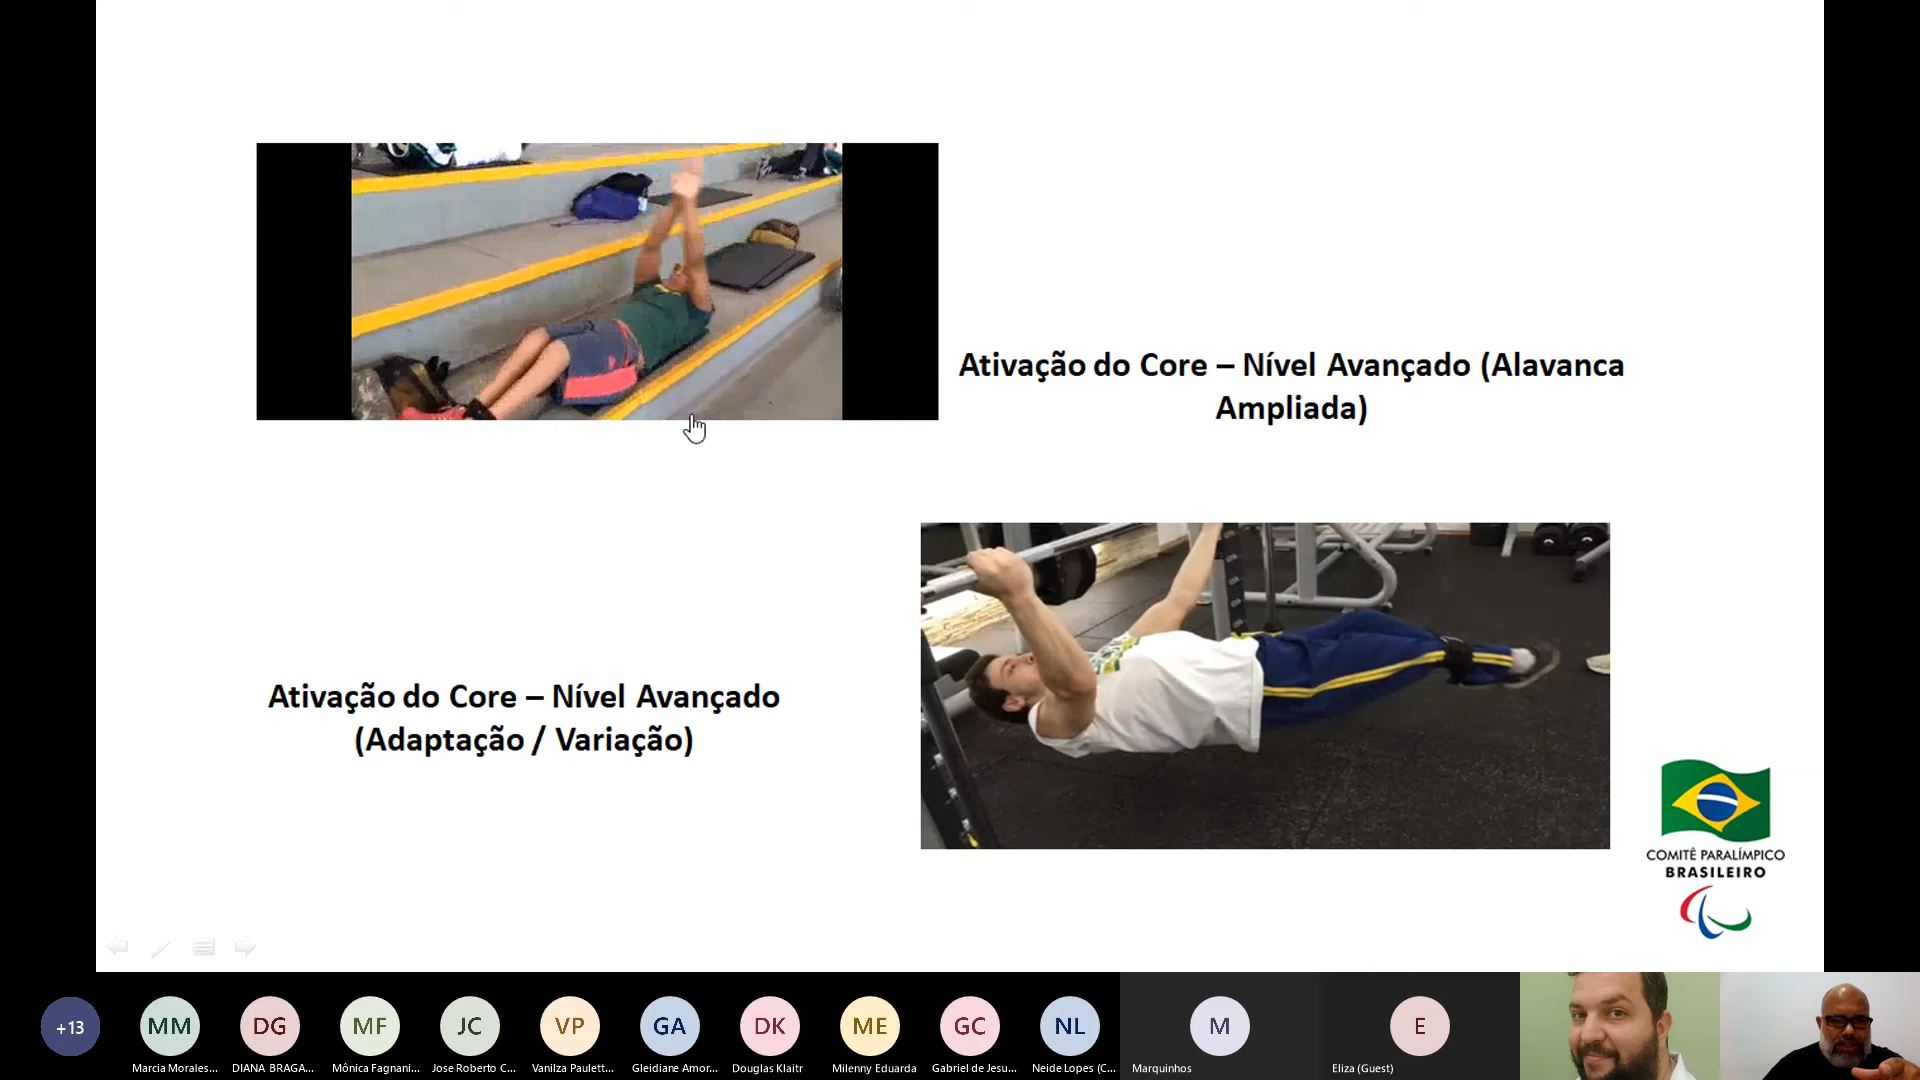 Ativação do Core – Nível Avançado (Alavanca
Ampliada)
Ativação do Core – Nível Avançado
(Adaptação / Variação)
COMITÊ PARALÍMPICO
BRASILEIRO
+13
MM
DG
MF
JC
VP
GA
DK
ME
GC
NL
M
E
Marcia Morales...
DIANA BRAGA...
Mônica Fagnani...
Jose Roberto C...
Vanilza Paulett...
Gleidiane Amor...
Douglas Klaitr
Milenny Eduarda
Gabriel de Jesu...
Neide Lopes (C...
Marquinhos
Eliza (Guest)